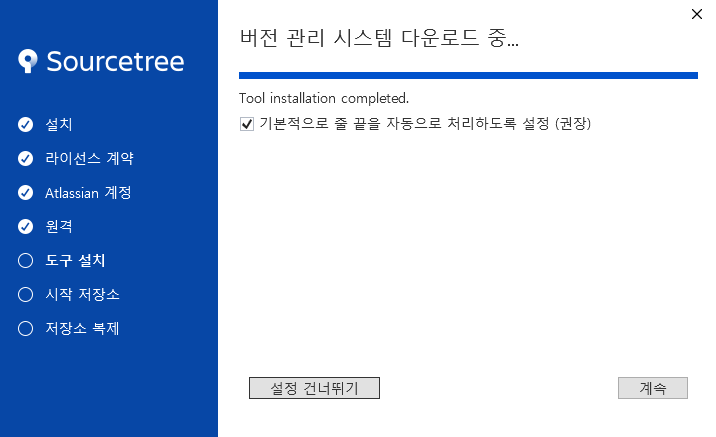 Sourcetree
설치
라이선스 계약
Atlassian 계정
원격
도구 설치
시작 저장소
저장소 복제
버전 관리 시스템 다운로드 중...
Tool installation completed.
기본적으로 줄 끝을 자동으로 처리하도록 설정 (권장)
설정 건너뛰기
계속